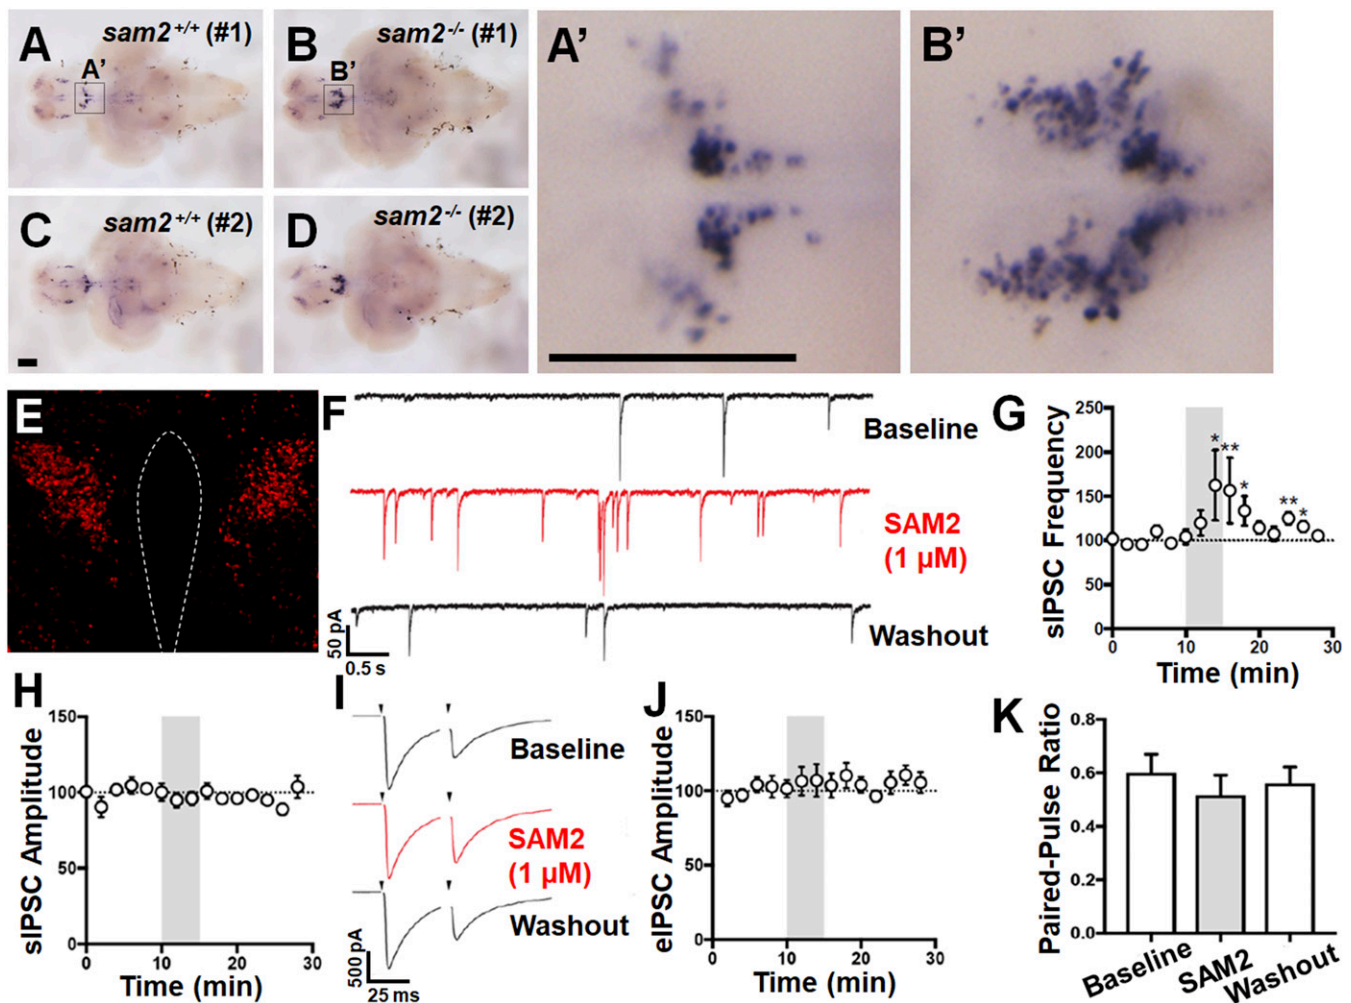 A
sam2+/+ (#1)
A'
B
sam2-/- (#1)
B'
A'
B'
C
sam2+/+ (#2)
D
sam2-/- (#2)
E
F
Baseline
SAM2
(1 µM)
Washout
50 pA
0.5 s
G
sIPSC Frequency
250
200
150
100
50
0
*
**
*
**
*
0 10 20 30
Time (min)
H
sIPSC Amplitude
150
100
50
0
0 10 20 30
Time (min)
I
Baseline
SAM2
(1 µM)
Washout
500 pA
25 ms
J
eIPSC Amplitude
150
100
50
0
0 10 20 30
Time (min)
K
Paired-Pulse Ratio
0.8
0.6
0.4
0.2
0.0
Baseline
SAM2
Washout